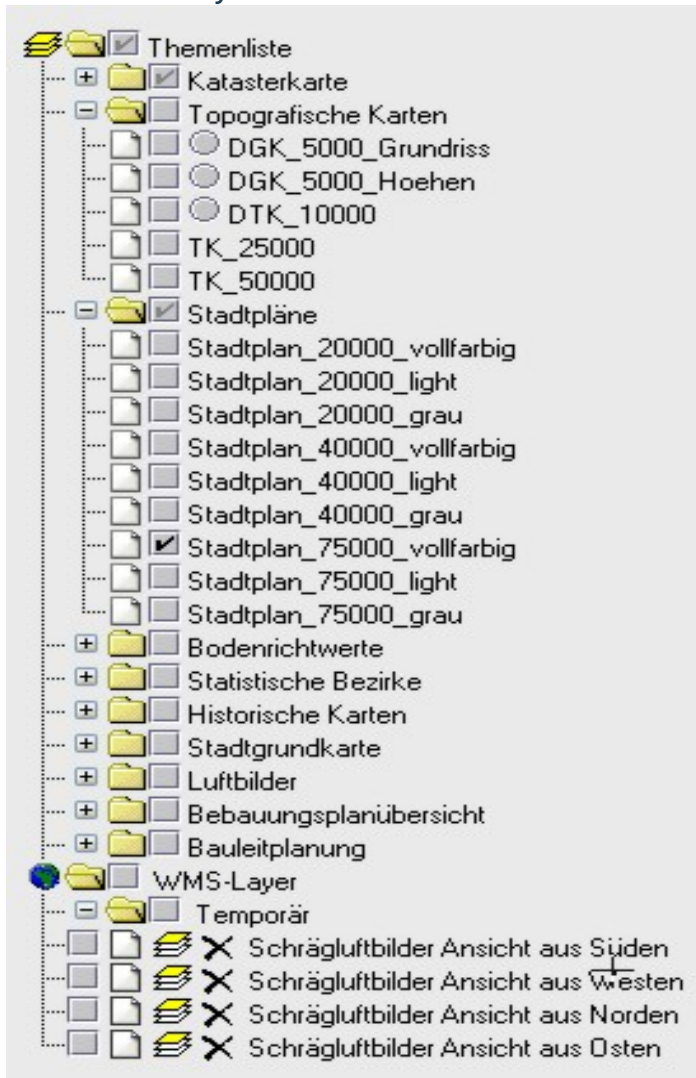 Themenliste
Katasterkarte
Topografische Karten
DGK_5000_Grundriss
DGK_5000_Hoehen
DTK_10000
TK_25000
TK_50000
Stadtpläne
Stadtplan_20000_vollfarbig
Stadtplan_20000_light
Stadtplan_20000_grau
Stadtplan_40000_vollfarbig
Stadtplan_40000_light
Stadtplan_40000_grau
Stadtplan_75000_vollfarbig
Stadtplan_75000_light
Stadtplan_75000_grau
Bodenrichtwerte
Statistische Bezirke
Historische Karten
Stadtgrundkarte
Luftbilder
Bebauungsplanübersicht
Bauleitplanung
WMS-Layer
Temporär
Schrägluftbilder Ansicht aus Süden
Schrägluftbilder Ansicht aus Westen
Schrägluftbilder Ansicht aus Norden
Schrägluftbilder Ansicht aus Osten